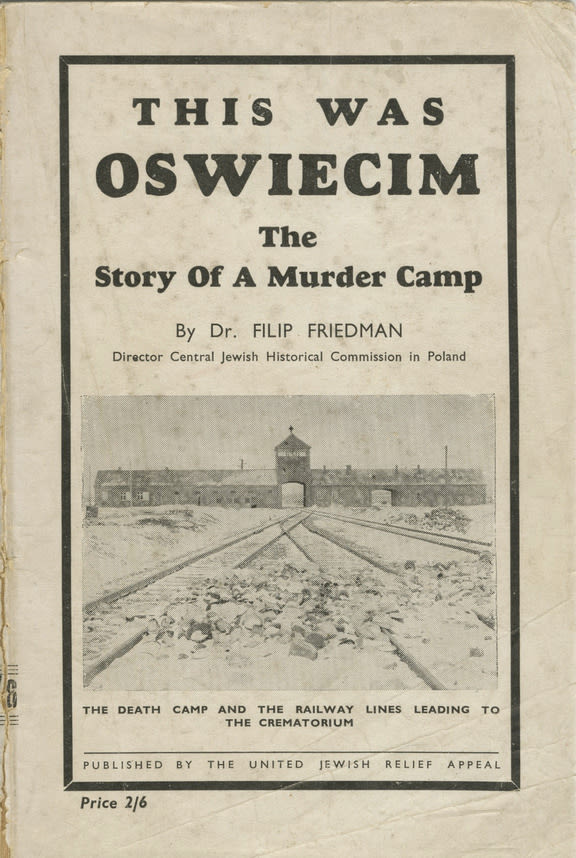 THIS WAS
OSWIECIM
The
Story Of A Murder Camp
By Dr. FILIP FRIEDMAN
Director Central Jewish Historical Commission in Poland
THE DEATH CAMP AND THE RAILWAY LINES LEADING TO
THE CREMATORIUM
PUBLISHED BY THE UNITED JEWISH RELIEF APPEAL
Price 2/6